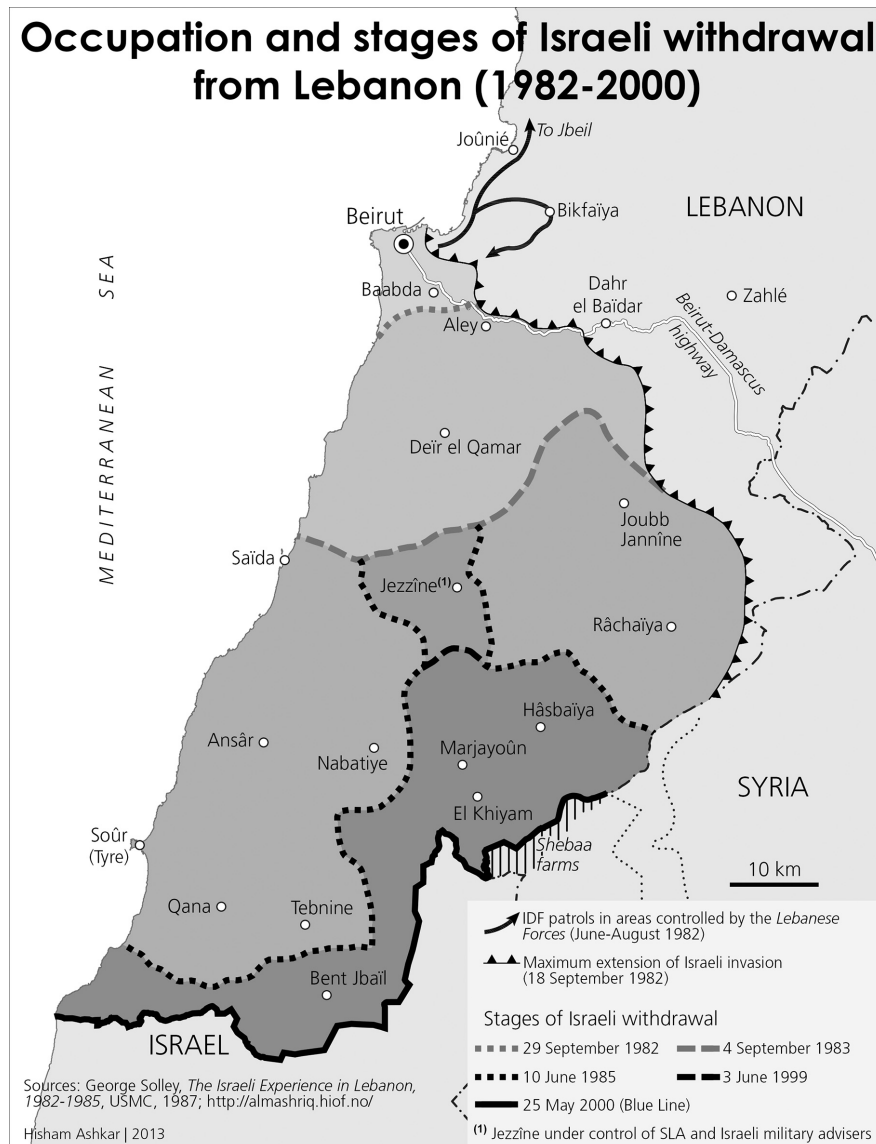 Occupation and stages of Israeli withdrawal
from Lebanon (1982-2000)
To Jbeil
Joûnié
Bikfaïya
LEBANON
Beirut
Baabda
Aley
Dahr
el Baïdar
Zahlé
Beirut-Damascus
highway
MEDITERRANEAN SEA
Deïr el Qamar
Joubb
Jannîne
Saïda
Jezzîne(1)
Râchaïya
Hâsbaïya
Ansâr
Nabatiye
Marjayoûn
El Khiyam
SYRIA
Soûr
(Tyre)
Shebaa
farms
10 km
Qana
Tebnine
Bent Jbaïl
ISRAEL
IDF patrols in areas controlled by the Lebanese
Forces (June-August 1982)
Maximum extension of Israeli invasion
(18 September 1982)
Stages of Israeli withdrawal
29 September 1982
4 September 1983
10 June 1985
3 June 1999
25 May 2000 (Blue Line)
(1) Jezzîne under control of SLA and Israeli military advisers
Sources: George Solley, The Israeli Experience in Lebanon,
1982-1985, USMC, 1987; http://almashriq.hiof.no/
Hisham Ashkar | 2013